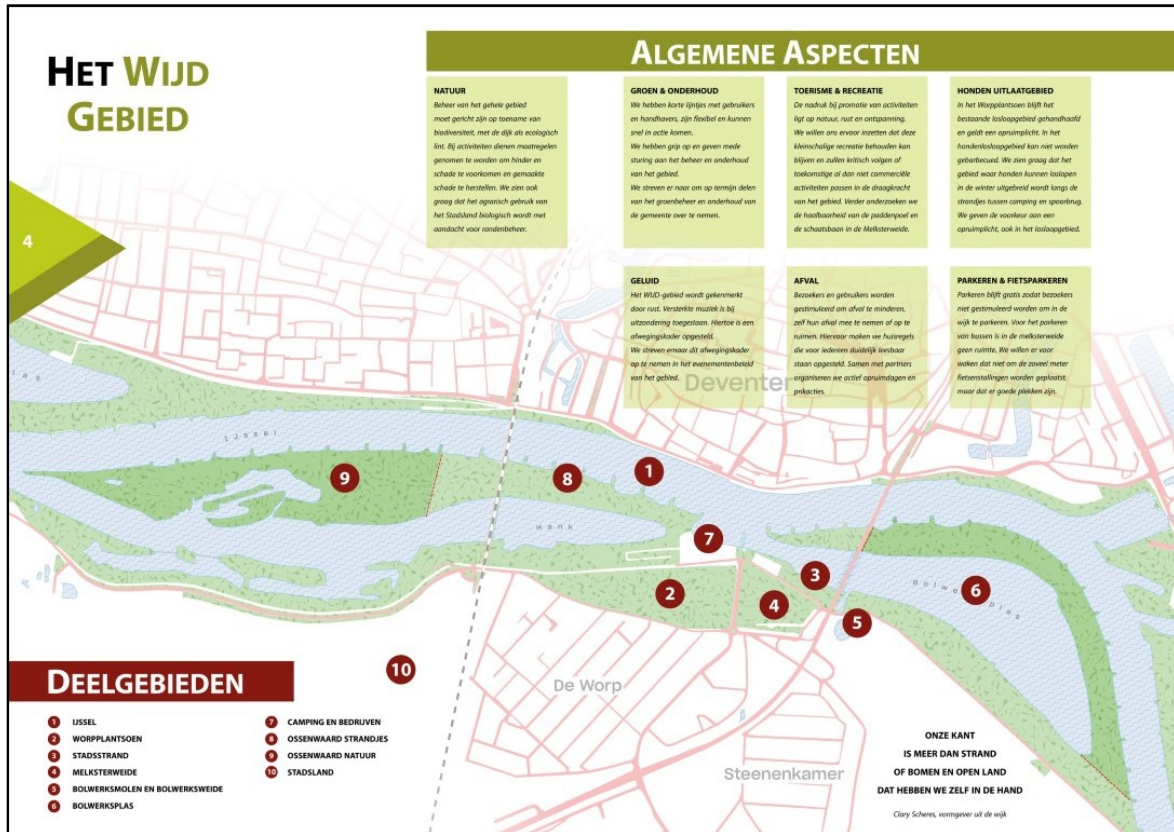 HET WIJD
GEBIED
ALGEMENE ASPECTEN
NATUUR
Beheer van het gehele gebied
moet gericht zijn op toename van
biodiversiteit, met de dijk als ecologisch
lint. Bij activiteiten dienen maatregelen
genomen te worden om hinder en
schade te voorkomen en gemaakte
schade te herstellen. We zien ook
graag dat het agrarisch gebruik van
het Stadsland biologisch wordt met
aandacht voor randenbeheer.
GROEN & ONDERHOUD
We hebben korte lijntjes met gebruikers
en handhavers, zijn flexibel en kunnen
snel in actie komen.
We hebben grip op en geven mede
sturing aan het beheer en onderhoud
van het gebied.
We streven er naar om op termijn delen
van het groenbeheer en onderhoud van
de gemeente over te nemen.
TOERISME & RECREATIE
De nadruk bij promotie van activiteiten
ligt op natuur, rust en ontspanning.
We willen ons ervoor inzetten dat deze
kleinschalige recreatie behouden kan
blijven en zullen kritisch volgen of
toekomstige al dan niet commerciële
activiteiten passen in de draagkracht
van het gebied. Verder onderzoeken we
de haalbaarheid van de paddenpoel en
de schaatsbaan in de Melksterweide.
HONDEN UITLAATGEBIED
In het Worpplantsoen blijft het
bestaande losloopgebied gehandhaafd
en geldt een opruimplicht. In het
hondenlosloopgebied kan niet worden
gebarbecued. We zien graag dat het
gebied waar honden kunnen loslopen
in de winter uitgebreid wordt langs de
strandjes tussen camping en spoorbrug.
We geven de voorkeur aan een
opruimplicht, ook in het losloopgebied.
4
GELUID
Het WIJD-gebied wordt gekenmerkt
door rust. Versterkte muziek is bij
uitzondering toegestaan. Hiertoe is een
afwegingskader opgesteld.
We streven ernaar dit afwegingskader
op te nemen in het evenementenbeleid
van het gebied.
AFVAL
Bezoekers en gebruikers worden
gestimuleerd om afval te minderen,
zelf hun afval mee te nemen of op te
ruimen. Hiervoor maken we huisregels
die voor iedereen duidelijk leesbaar
staan opgesteld. Samen met partners
organiseren we actief opruimdagen en
prikacties.
PARKEREN & FIETSPARKEREN
Parkeren blijft gratis zodat bezoekers
niet gestimuleerd worden om in de
wijk te parkeren. Voor het parkeren
van bussen is in de melksterweide
geen ruimte. We willen er voor
waken dat niet om de zoveel meter
fietsenstallingen worden geplaatst,
maar dat er goede plekken zijn.
Deventer
IJssel
9
8
1
Hank
7
2
4
3
5
6
Bolwerksplas
10
De Worp
Steenenkamer
DEELGEBIEDEN
1 IJSSEL
2 WORPPLANTSOEN
3 STADSSTRAND
4 MELKSTERWEIDE
5 BOLWERKSMOLEN EN BOLWERKSWEIDE
6 BOLWERKSPLAS
7 CAMPING EN BEDRIJVEN
8 OSSENWAARD STRANDJES
9 OSSENWAARD NATUUR
10 STADSLAND
ONZE KANT
IS MEER DAN STRAND
OF BOMEN EN OPEN LAND
DAT HEBBEN WE ZELF IN DE HAND
Clary Scheres, vormgever uit de wijk